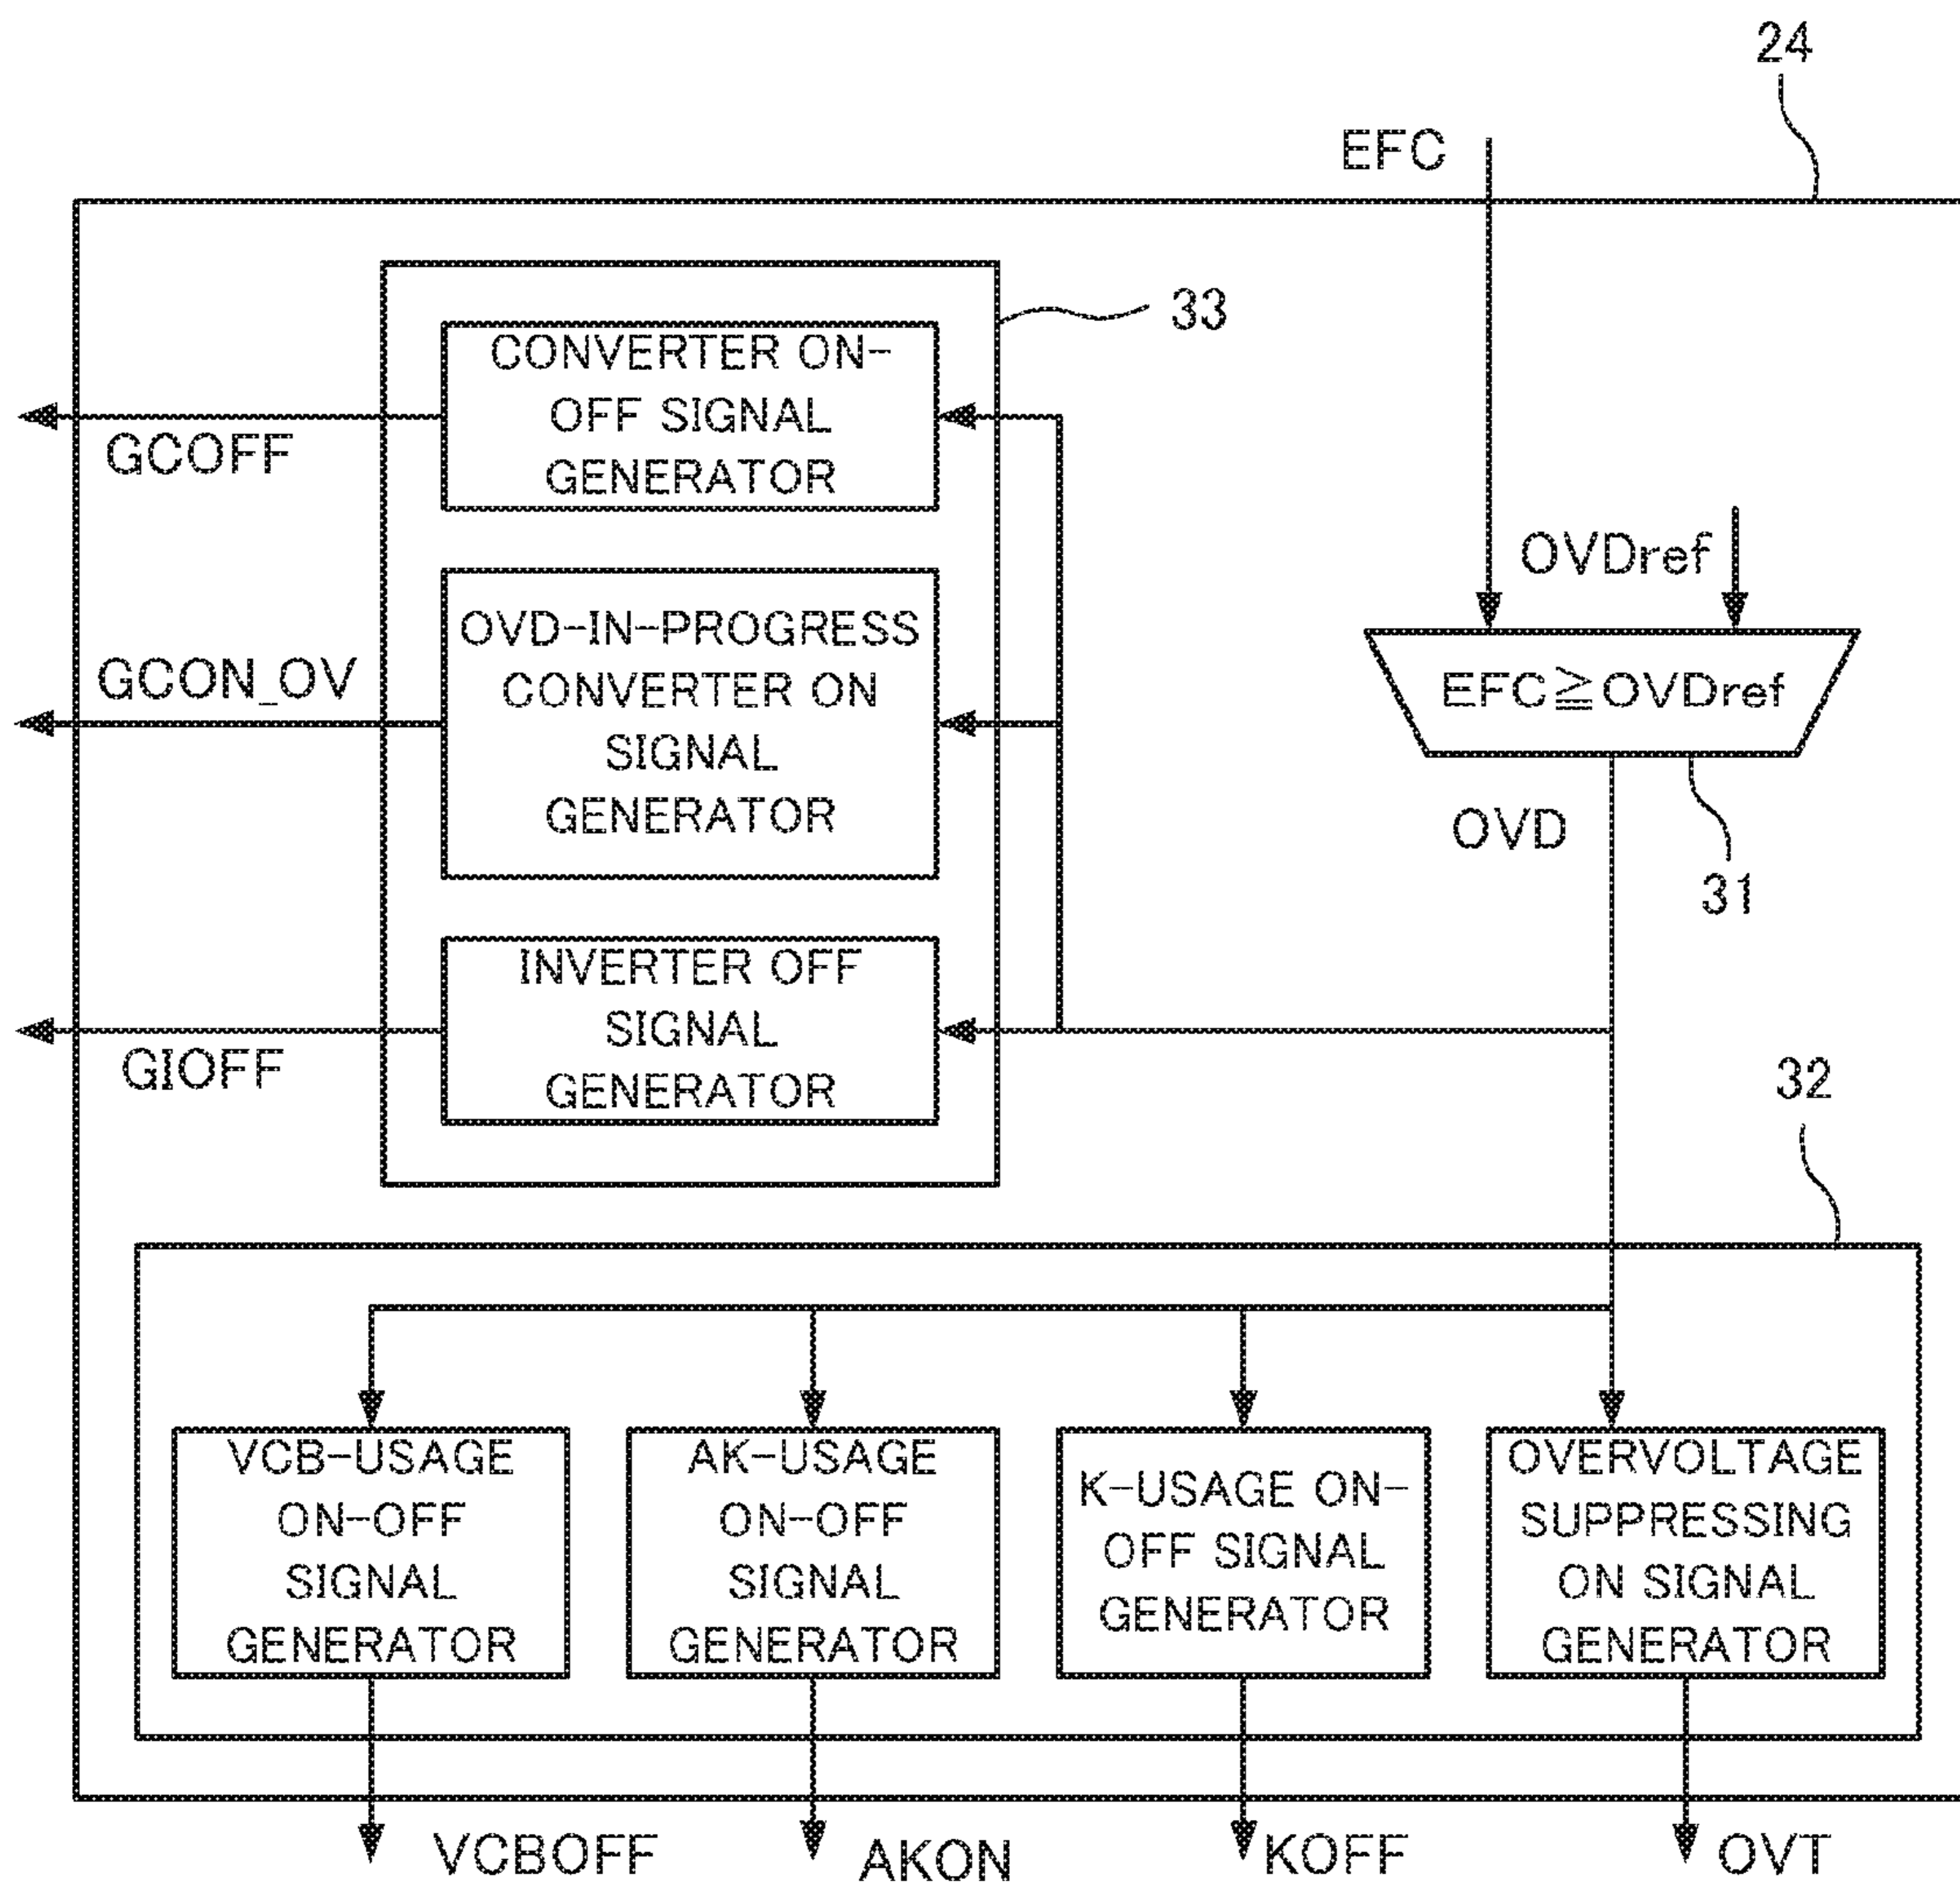 24
EFC
33
CONVERTER ON-
OFF SIGNAL
GENERATOR
GCOFF
OVDref
OVD-IN-PROGRESS
CONVERTER ON
SIGNAL
GENERATOR
GCON_OV
EFC≧OVDref
OVD
31
INVERTER OFF
SIGNAL
GENERATOR
GIOFF
32
VCB-USAGE
ON-OFF
SIGNAL
GENERATOR
AK-USAGE
ON-OFF
SIGNAL
GENERATOR
K-USAGE ON-
OFF SIGNAL
GENERATOR
OVERVOLTAGE
SUPPRESSING
ON SIGNAL
GENERATOR
VCBOFF
AKON
KOFF
OVT